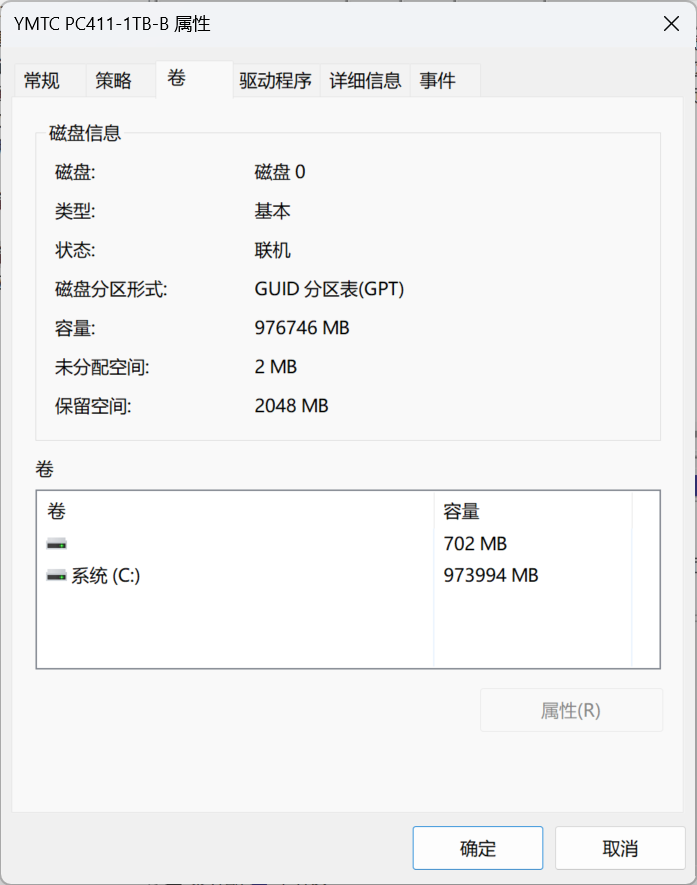 YMTC PC411-1TB-B 属性
常规 策略 卷 驱动程序 详细信息 事件
磁盘信息
磁盘: 磁盘 0
类型: 基本
状态: 联机
磁盘分区形式: GUID 分区表(GPT)
容量: 976746 MB
未分配空间: 2 MB
保留空间: 2048 MB
卷
卷 容量
702 MB
系统 (C:) 973994 MB
属性(R)
确定 取消